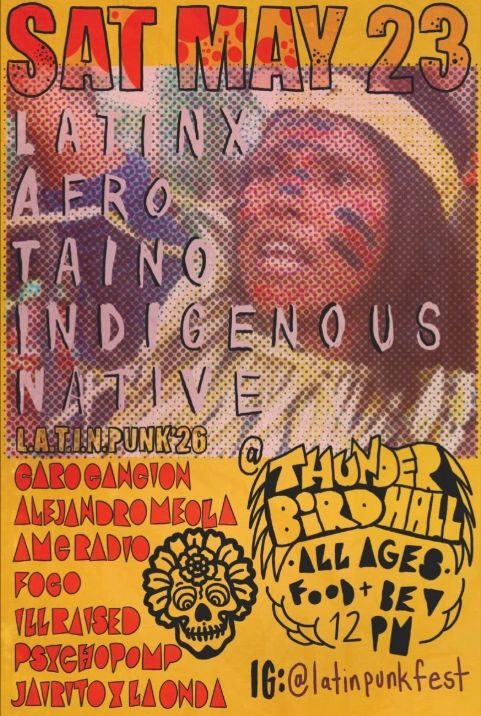 SAT MAY 23
LATINX
AFRO
TAINO
INDIGENOUS
NATIVE
L.A.T.I.N.PUNK'26
@
THUNDER
BIRD HALL
CARO CANCION
ALEJANDRO MEOLA
AMC RADIO
FOGO
ILL RAISED
PSYCHOPOMP
JAVRITO Y LA ONDA
·ALL AGES·
FOOD + BEV
12 PM
IG:@latinpunkfest